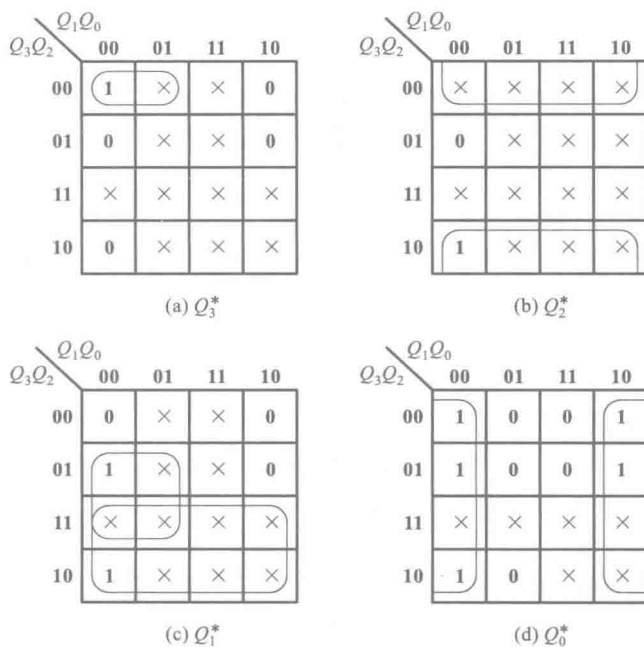 Q₁Q₀
Q₃Q₂ 00 01 11 10
00 1 × × 0
01 0 × × 0
11 × × × ×
10 0 × × ×
(a) Q₃*
Q₁Q₀
Q₃Q₂ 00 01 11 10
00 × × × ×
01 0 × × ×
11 × × × ×
10 1 × × ×
(b) Q₂*
Q₁Q₀
Q₃Q₂ 00 01 11 10
00 0 × × 0
01 1 × × 0
11 × × × ×
10 1 × × ×
(c) Q₁*
Q₁Q₀
Q₃Q₂ 00 01 11 10
00 1 0 0 1
01 1 0 0 1
11 × × × ×
10 1 0 × ×
(d) Q₀*